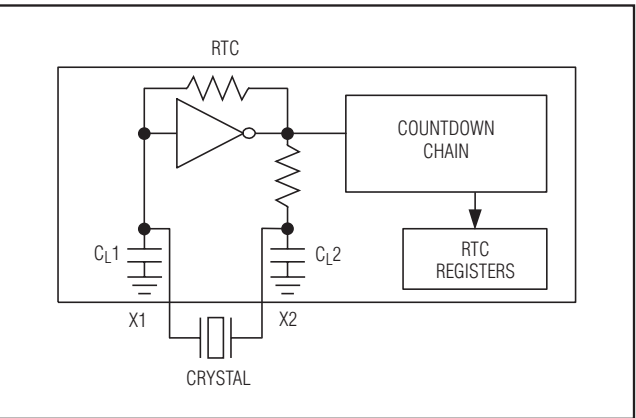 RTC
COUNTDOWN
CHAIN
CL1
CL2
RTC
REGISTERS
X1
X2
CRYSTAL